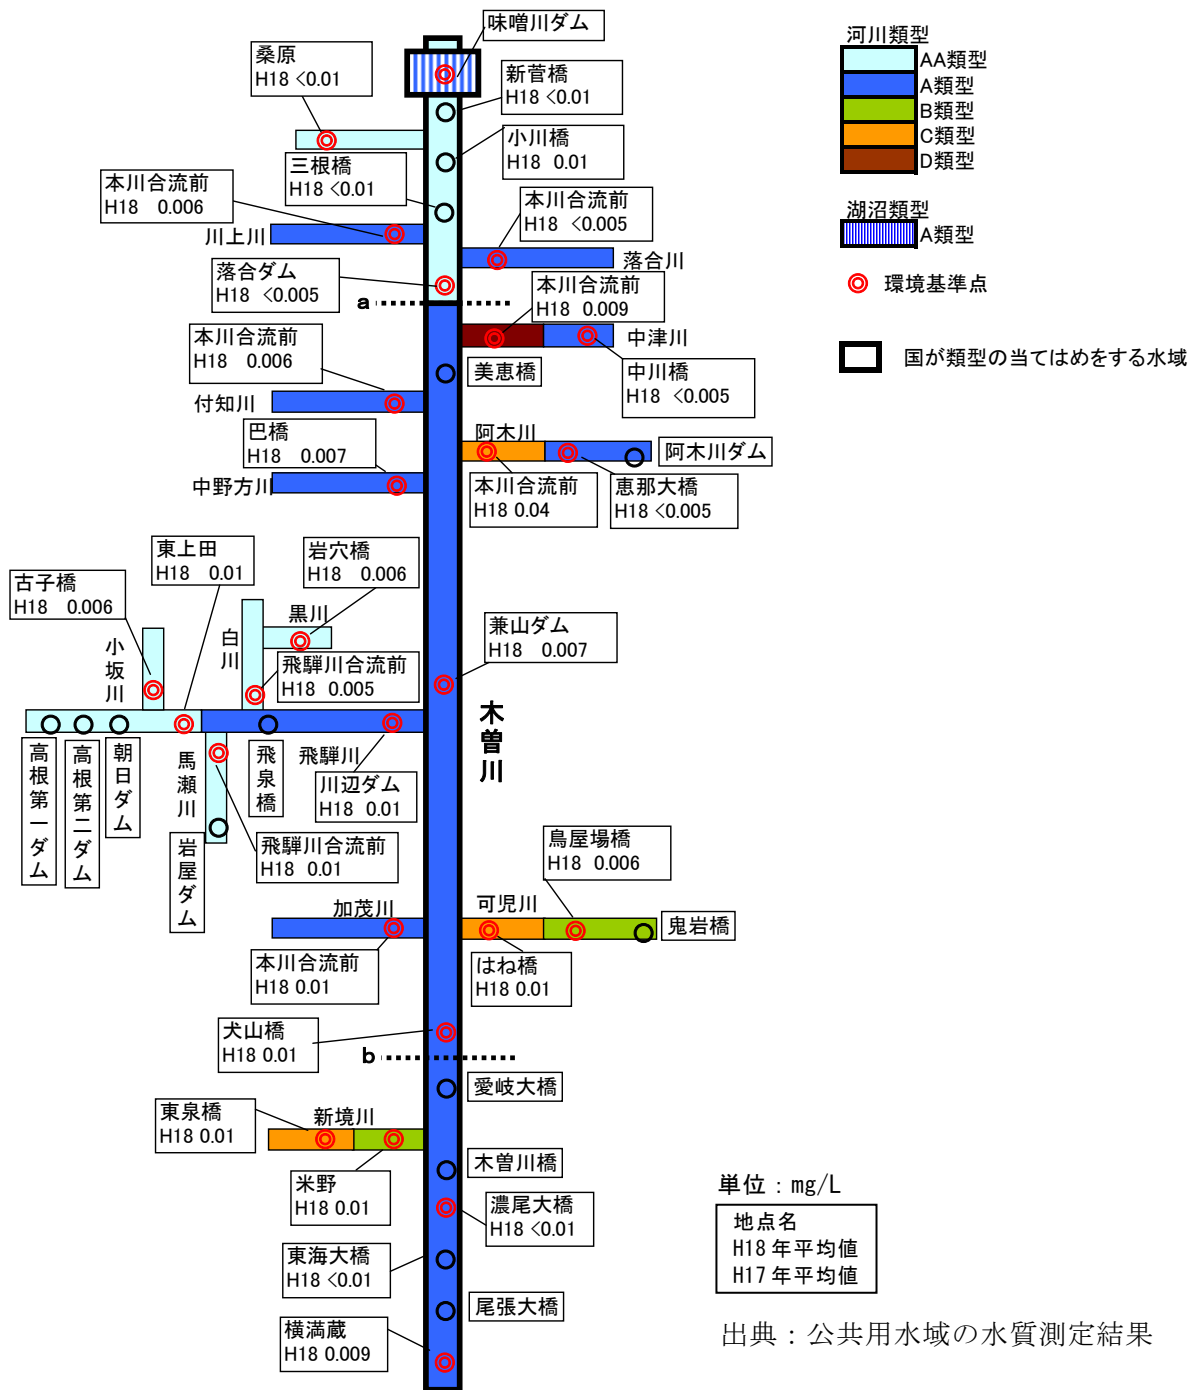 味噌川ダム
桑原
H18 <0.01
新菅橋
H18 <0.01
小川橋
H18 0.01
三根橋
H18 <0.01
本川合流前
H18 0.006
川上川
本川合流前
H18 <0.005
落合川
落合ダム
H18 <0.005
a
本川合流前
H18 0.009
中津川
本川合流前
H18 0.006
美恵橋
中川橋
H18 <0.005
付知川
巴橋
H18 0.007
阿木川
阿木川ダム
中野方川
本川合流前
H18 0.04
恵那大橋
H18 <0.005
東上田
H18 0.01
岩穴橋
H18 0.006
古子橋
H18 0.006
黒川
小坂川
白川
飛騨川合流前
H18 0.005
兼山ダム
H18 0.007
木曽川
高根第一ダム
高根第二ダム
朝日ダム
馬瀬川
飛泉橋
飛騨川
川辺ダム
H18 0.01
岩屋ダム
飛騨川合流前
H18 0.01
鳥屋場橋
H18 0.006
加茂川
可児川
鬼岩橋
本川合流前
H18 0.01
はね橋
H18 0.01
犬山橋
H18 0.01
b
愛岐大橋
東泉橋
H18 0.01
新境川
米野
H18 0.01
木曽川橋
濃尾大橋
H18 <0.01
東海大橋
H18 <0.01
尾張大橋
横満蔵
H18 0.009
河川類型
AA類型
A類型
B類型
C類型
D類型
湖沼類型
A類型
環境基準点
国が類型の当てはめをする水域
単位：mg/L
地点名
H18年平均値
H17年平均値
出典：公共用水域の水質測定結果